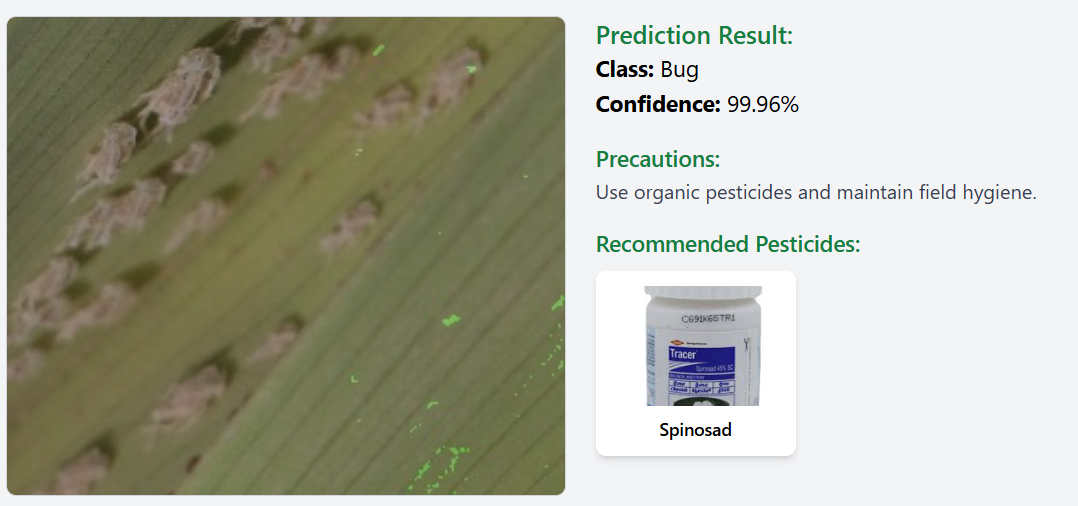 Prediction Result:
Class: Bug
Confidence: 99.96%
Precautions:
Use organic pesticides and maintain field hygiene.
Recommended Pesticides:
C691K65TR1
Tracer
Spinosad 45% SC
Spinosad